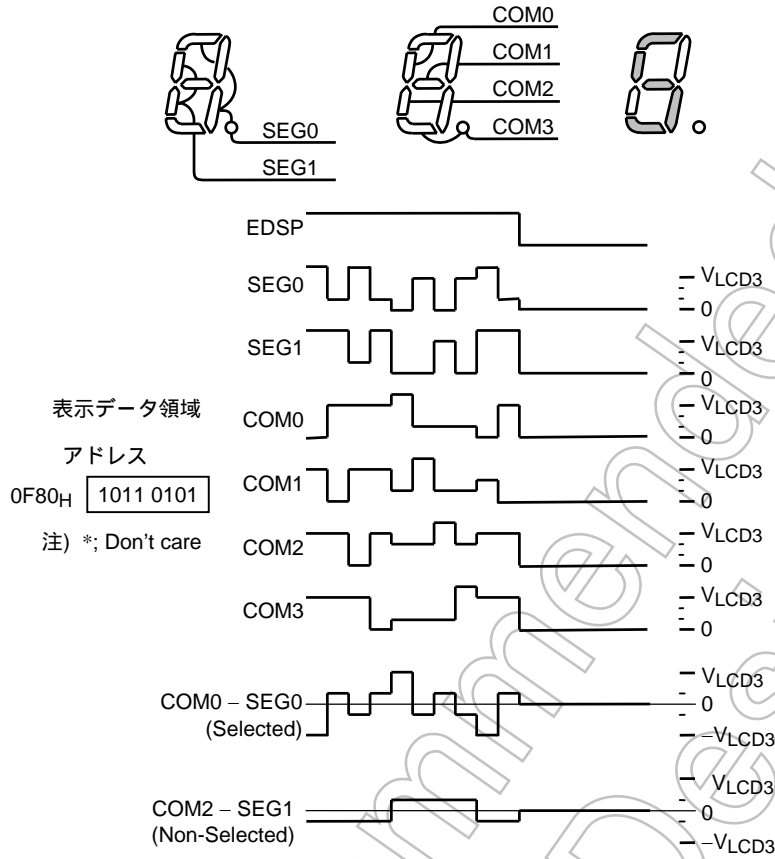 COM0
COM1
COM2
COM3
SEG0
SEG1
EDSP
SEG0
VLCD3
0
SEG1
VLCD3
0
表示データ領域
アドレス
0F80H 1011 0101
注) *; Don't care
COM0
VLCD3
0
COM1
VLCD3
0
COM2
VLCD3
0
COM3
VLCD3
0
COM0 − SEG0
(Selected)
VLCD3
0
−VLCD3
COM2 − SEG1
(Non-Selected)
VLCD3
0
−VLCD3